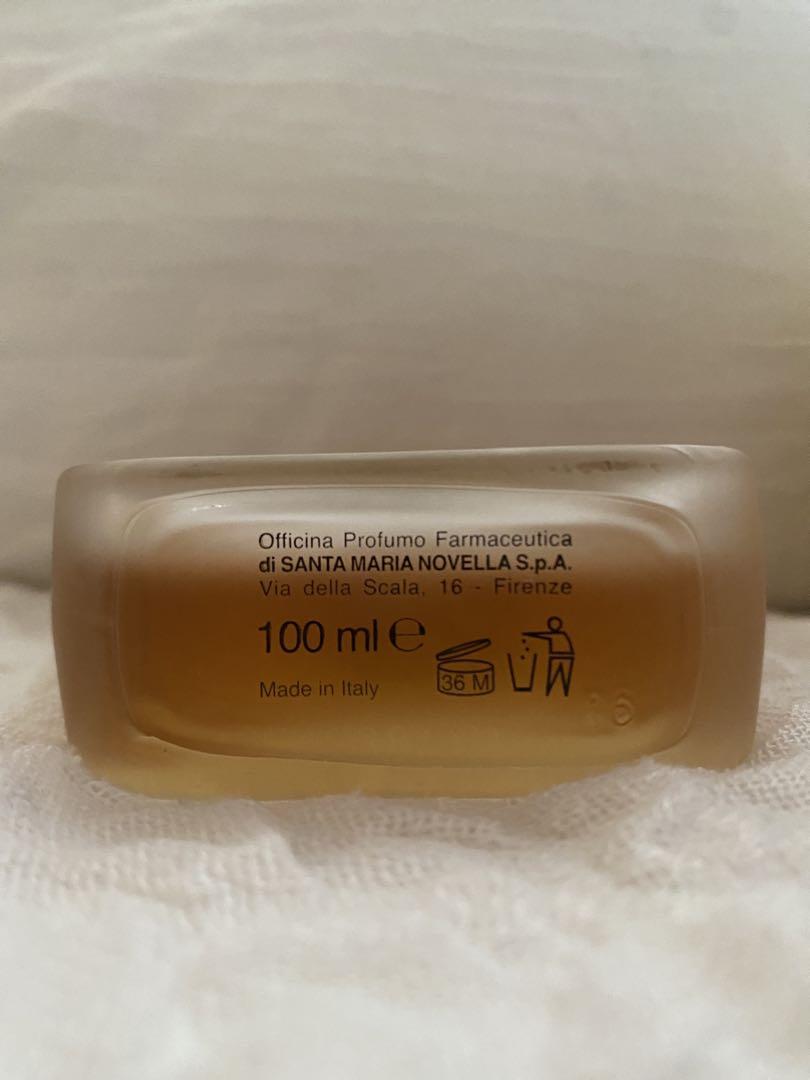 Officina Profumo Farmaceutica
di SANTA MARIA NOVELLA S.p.A.
Via della Scala, 16 - Firenze
100 ml ℮
36 M
Made in Italy